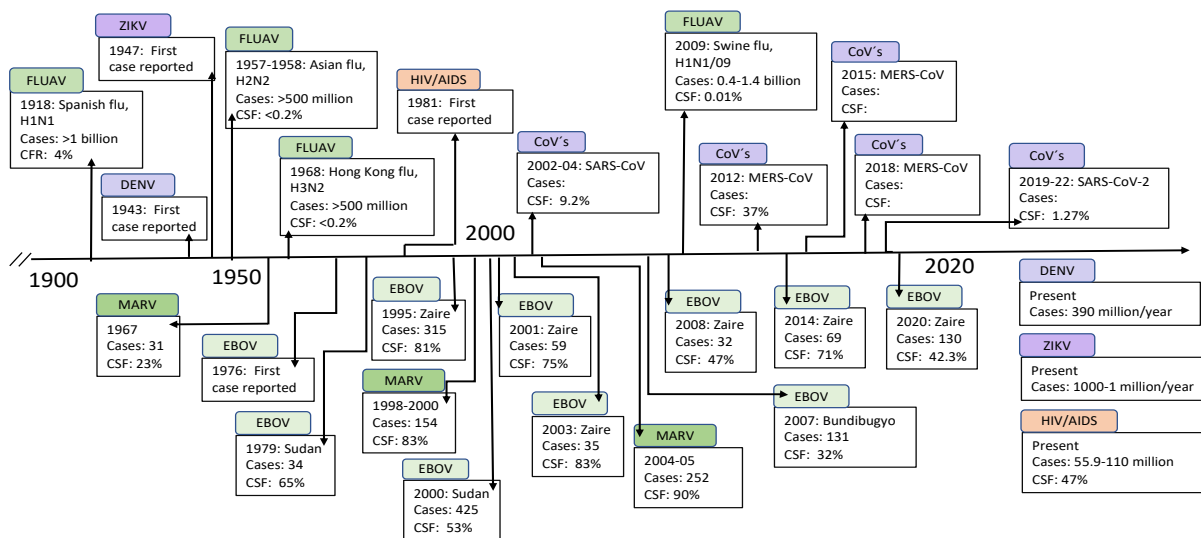 ZIKV
1947: First
case reported
FLUAV
1918: Spanish flu,
H1N1
Cases: >1 billion
CFR: 4%
DENV
1943: First
case reported
FLUAV
1957-1958: Asian flu,
H2N2
Cases: >500 million
CSF: <0.2%
FLUAV
1968: Hong Kong flu,
H3N2
Cases: >500 million
CSF: <0.2%
HIV/AIDS
1981: First
case reported
CoV´s
2002-04: SARS-CoV
Cases:
CSF: 9.2%
FLUAV
2009: Swine flu,
H1N1/09
Cases: 0.4-1.4 billion
CSF: 0.01%
CoV´s
2012: MERS-CoV
Cases:
CSF: 37%
CoV´s
2015: MERS-CoV
Cases:
CSF:
CoV´s
2018: MERS-CoV
Cases:
CSF:
CoV´s
2019-22: SARS-CoV-2
Cases:
CSF: 1.27%
1900
1950
2000
2020
MARV
1967
Cases: 31
CSF: 23%
EBOV
1976: First
case reported
EBOV
1979: Sudan
Cases: 34
CSF: 65%
EBOV
1995: Zaire
Cases: 315
CSF: 81%
MARV
1998-2000
Cases: 154
CSF: 83%
EBOV
2000: Sudan
Cases: 425
CSF: 53%
EBOV
2001: Zaire
Cases: 59
CSF: 75%
EBOV
2003: Zaire
Cases: 35
CSF: 83%
MARV
2004-05
Cases: 252
CSF: 90%
EBOV
2008: Zaire
Cases: 32
CSF: 47%
EBOV
2007: Bundibugyo
Cases: 131
CSF: 32%
EBOV
2014: Zaire
Cases: 69
CSF: 71%
EBOV
2020: Zaire
Cases: 130
CSF: 42.3%
DENV
Present
Cases: 390 million/year
ZIKV
Present
Cases: 1000-1 million/year
HIV/AIDS
Present
Cases: 55.9-110 million
CSF: 47%